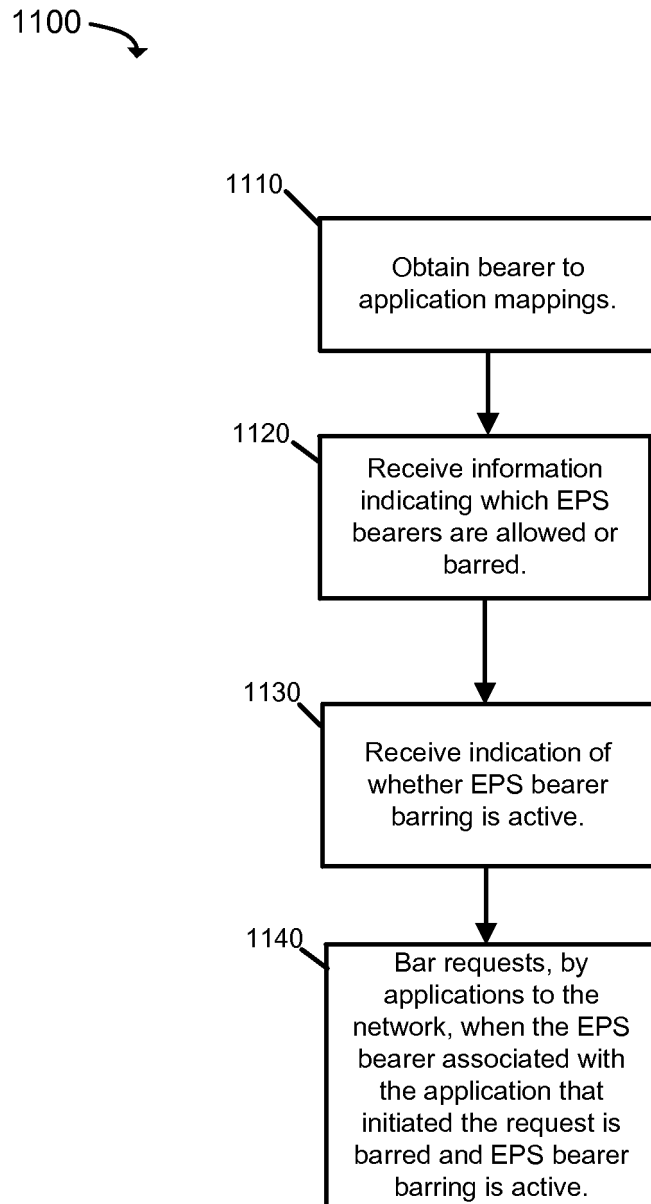 1100
1110
Obtain bearer to
application mappings.
1120
Receive information
indicating which EPS
bearers are allowed or
barred.
1130
Receive indication of
whether EPS bearer
barring is active.
1140
Bar requests, by
applications to the
network, when the EPS
bearer associated with
the application that
initiated the request is
barred and EPS bearer
barring is active.